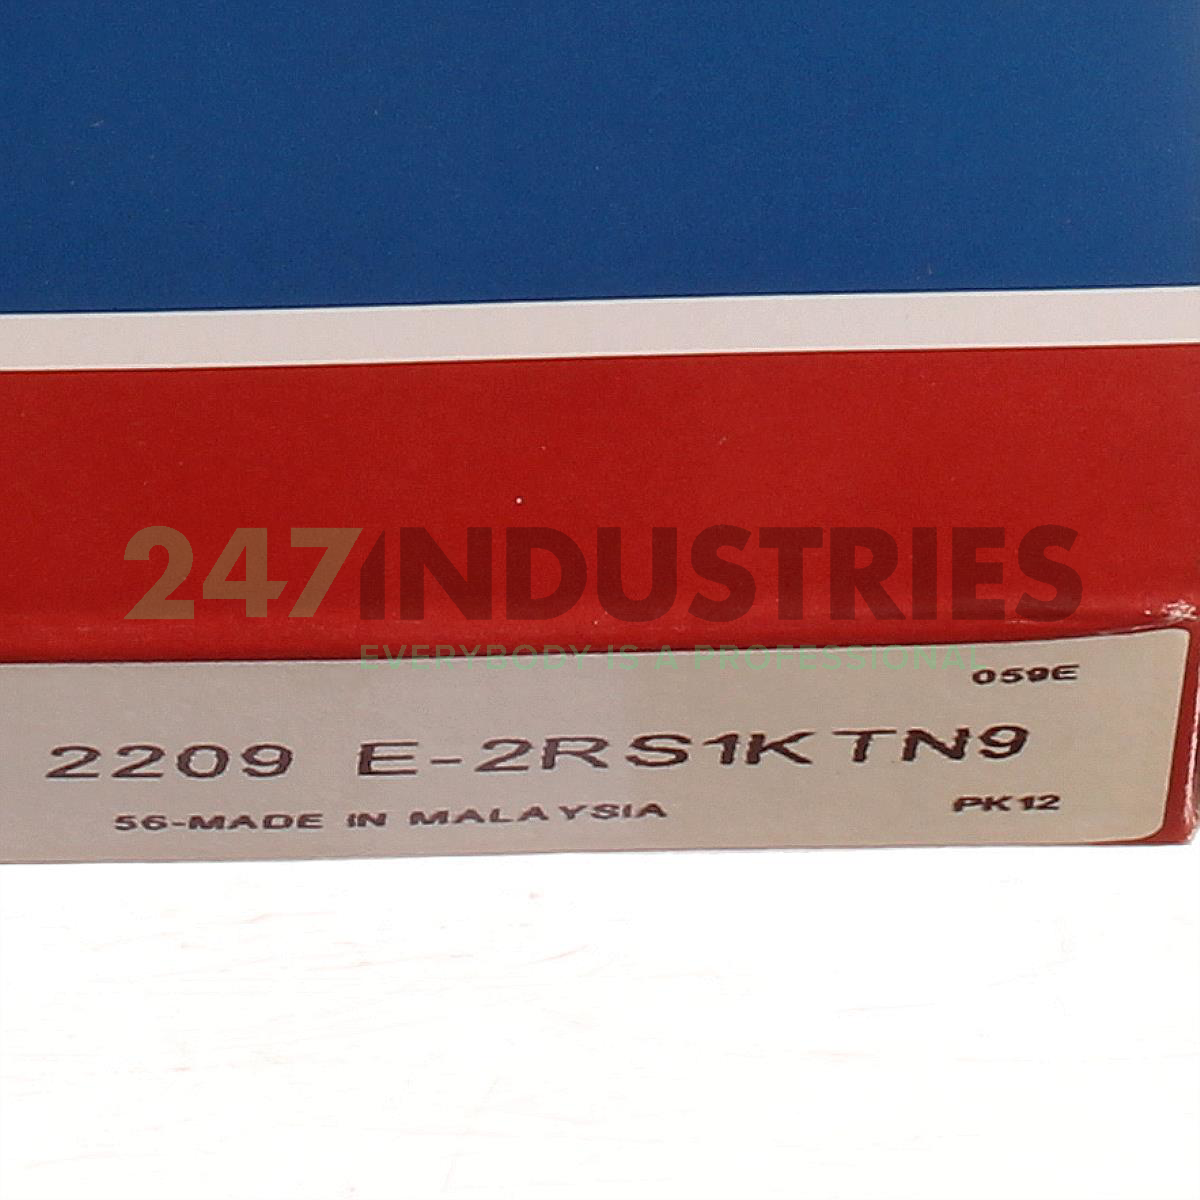 247INDUSTRIES
EVERYBODY IS A PROFESSIONAL
059E
2209 E-2RS1KTN9
56-MADE IN MALAYSIA
PK12